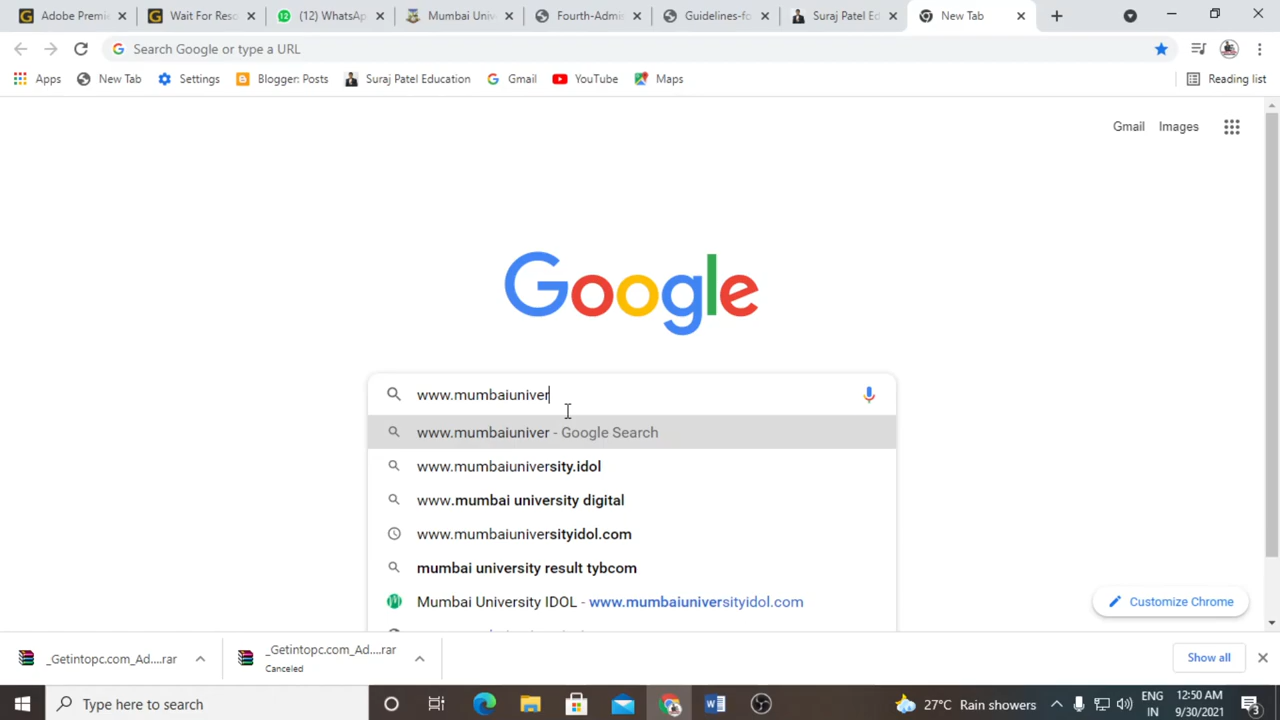 Adobe Premi
Wait For Resc
(12) WhatsAp
Mumbai Univ
Fourth-Admi
Guidelines-fo
Suraj Patel Ed
New Tab
Search Google or type a URL
Apps
New Tab
Settings
Blogger: Posts
Suraj Patel Education
Gmail
YouTube
Maps
Reading list
Gmail Images
Google
www.mumbaiuniver
www.mumbaiuniver - Google Search
www.mumbaiuniversity.idol
www.mumbai university digital
www.mumbaiuniversityidol.com
mumbai university result tybcom
Mumbai University IDOL - www.mumbaiuniversityidol.com
Customize Chrome
_Getintopc.com_Ad....rar
_Getintopc.com_Ad....rar
Canceled
Show all
Type here to search
27°C Rain showers
ENG
IN
12:50 AM
9/30/2021
3